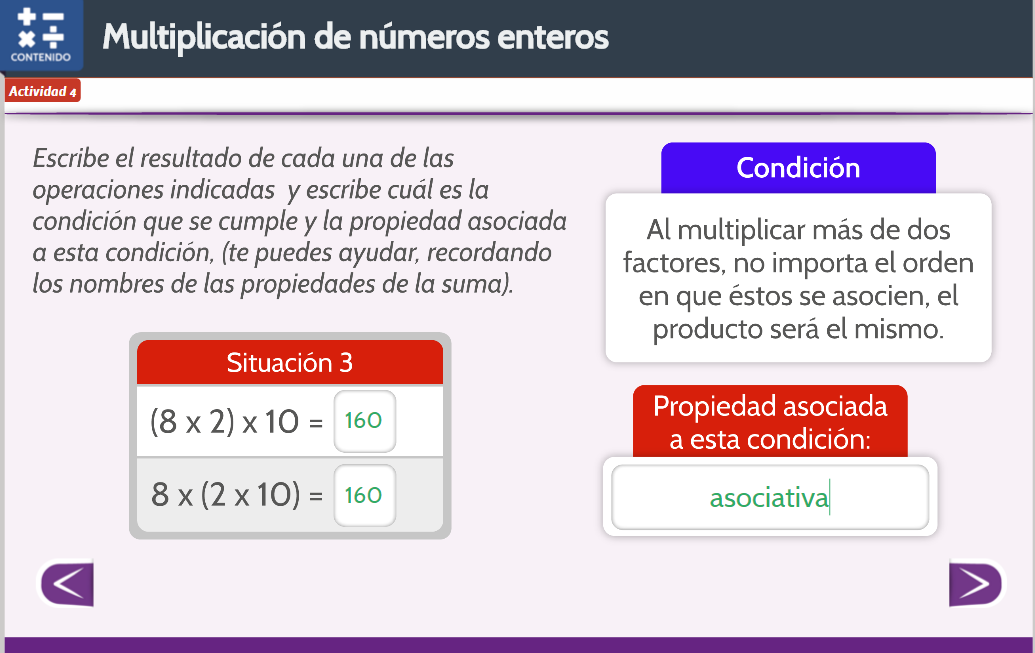 Multiplicación de números enteros
CONTENIDO
Actividad 4
Escribe el resultado de cada una de las
operaciones indicadas y escribe cuál es la
condición que se cumple y la propiedad asociada
a esta condición, (te puedes ayudar, recordando
los nombres de las propiedades de la suma).
Situación 3
(8 x 2) x 10 = 160
8 x (2 x 10) = 160
Condición
Al multiplicar más de dos
factores, no importa el orden
en que éstos se asocien, el
producto será el mismo.
Propiedad asociada
a esta condición:
asociativa